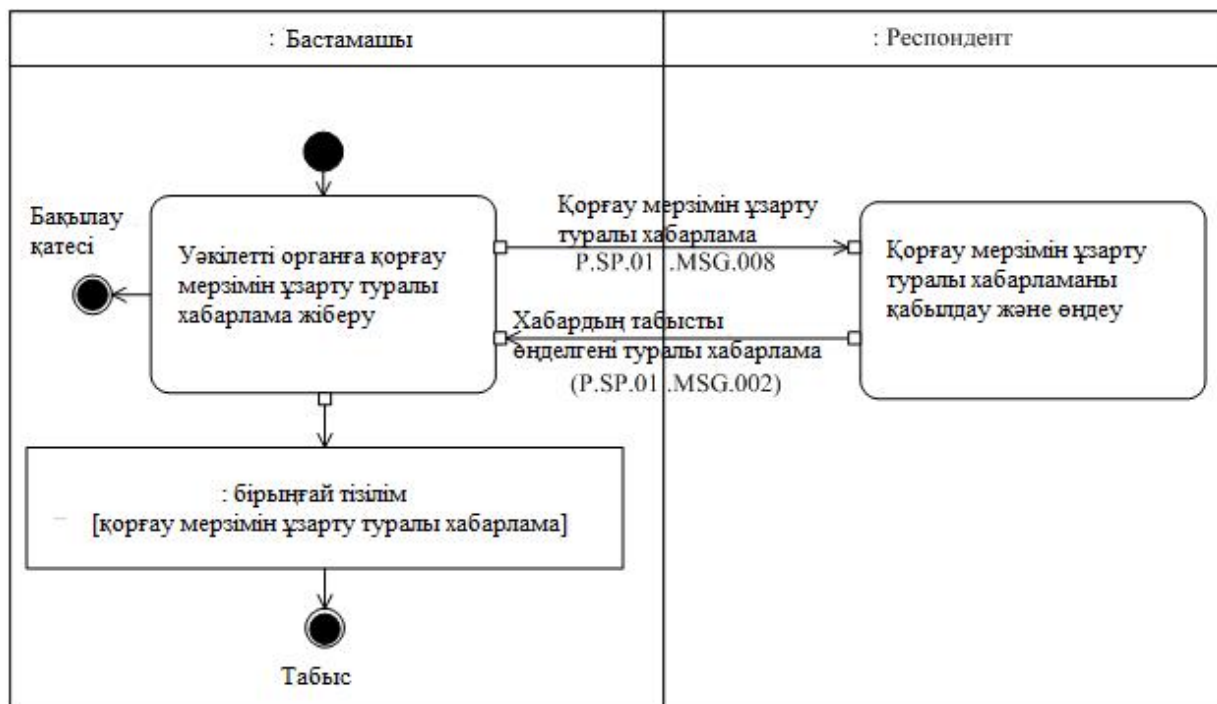 : Бастамашы
: Респондент
Бақылау
қатесі
Уәкілетті органға қорғау
мерзімін ұзарту туралы
хабарлама жіберу
Қорғау мерзімін ұзарту
туралы хабарлама
P.SP.01 .MSG.008
Хабардың табысты
өңделгені туралы хабарлама
(P.SP.01 .MSG.002)
Қорғау мерзімін ұзарту
туралы хабарламаны
қабылдау және өңдеу
: бірыңғай тізілім
[қорғау мерзімін ұзарту туралы хабарлама]
Табыс